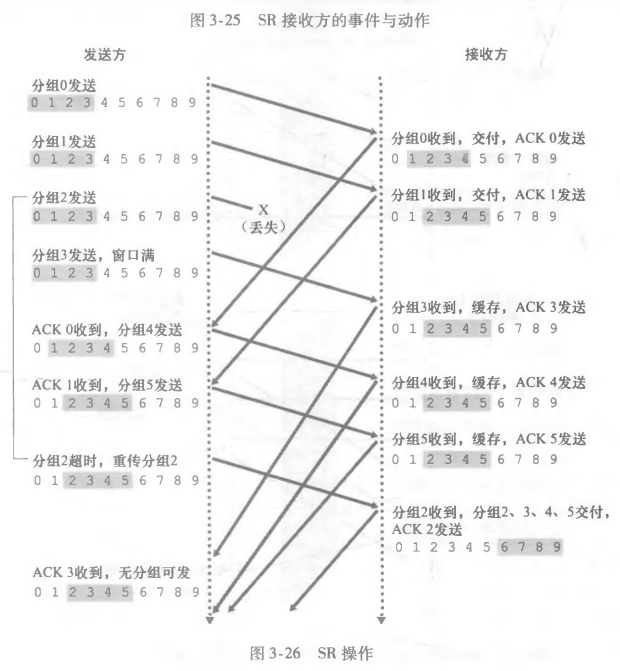 图 3-25 SR 接收方的事件与动作
发送方
接收方
分组0发送
0 1 2 3 4 5 6 7 8 9
分组0收到，交付，ACK 0发送
0 1 2 3 4 5 6 7 8 9
分组1发送
0 1 2 3 4 5 6 7 8 9
分组1收到，交付，ACK 1发送
0 1 2 3 4 5 6 7 8 9
分组2发送
0 1 2 3 4 5 6 7 8 9
X
（丢失）
分组3发送，窗口满
0 1 2 3 4 5 6 7 8 9
分组3收到，缓存，ACK 3发送
0 1 2 3 4 5 6 7 8 9
ACK 0收到，分组4发送
0 1 2 3 4 5 6 7 8 9
分组4收到，缓存，ACK 4发送
0 1 2 3 4 5 6 7 8 9
ACK 1收到，分组5发送
0 1 2 3 4 5 6 7 8 9
分组5收到，缓存，ACK 5发送
0 1 2 3 4 5 6 7 8 9
分组2超时，重传分组2
0 1 2 3 4 5 6 7 8 9
分组2收到，分组2、3、4、5交付，
ACK 2发送
0 1 2 3 4 5 6 7 8 9
ACK 3收到，无分组可发
0 1 2 3 4 5 6 7 8 9
图 3-26 SR 操作